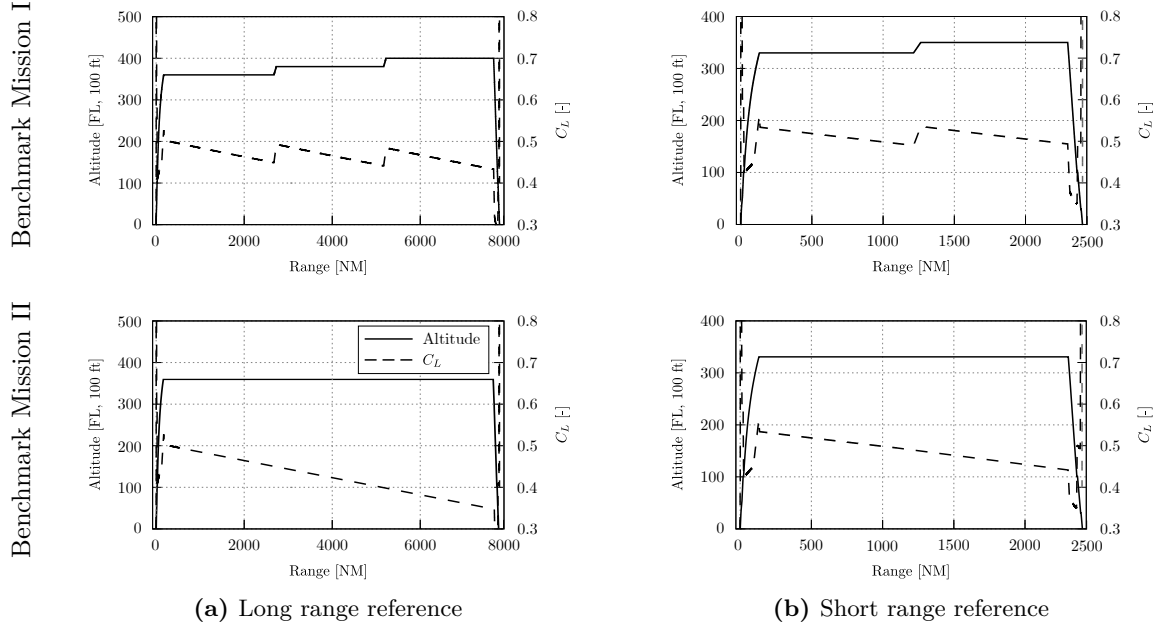 Benchmark Mission I
Altitude [FL, 100 ft]
500
400
300
200
100
0
0.8
0.7
0.6
0.5
0.4
0.3
C_L [-]
0 2000 4000 6000 8000
Range [NM]
Altitude [FL, 100 ft]
400
300
200
100
0
0.8
0.7
0.6
0.5
0.4
0.3
C_L [-]
0 500 1000 1500 2000 2500
Range [NM]
Benchmark Mission II
Altitude [FL, 100 ft]
500
400
300
200
100
0
Altitude
C_L
0.8
0.7
0.6
0.5
0.4
0.3
C_L [-]
0 2000 4000 6000 8000
Range [NM]
Altitude [FL, 100 ft]
400
300
200
100
0
0.8
0.7
0.6
0.5
0.4
0.3
C_L [-]
0 500 1000 1500 2000 2500
Range [NM]
(a) Long range reference
(b) Short range reference